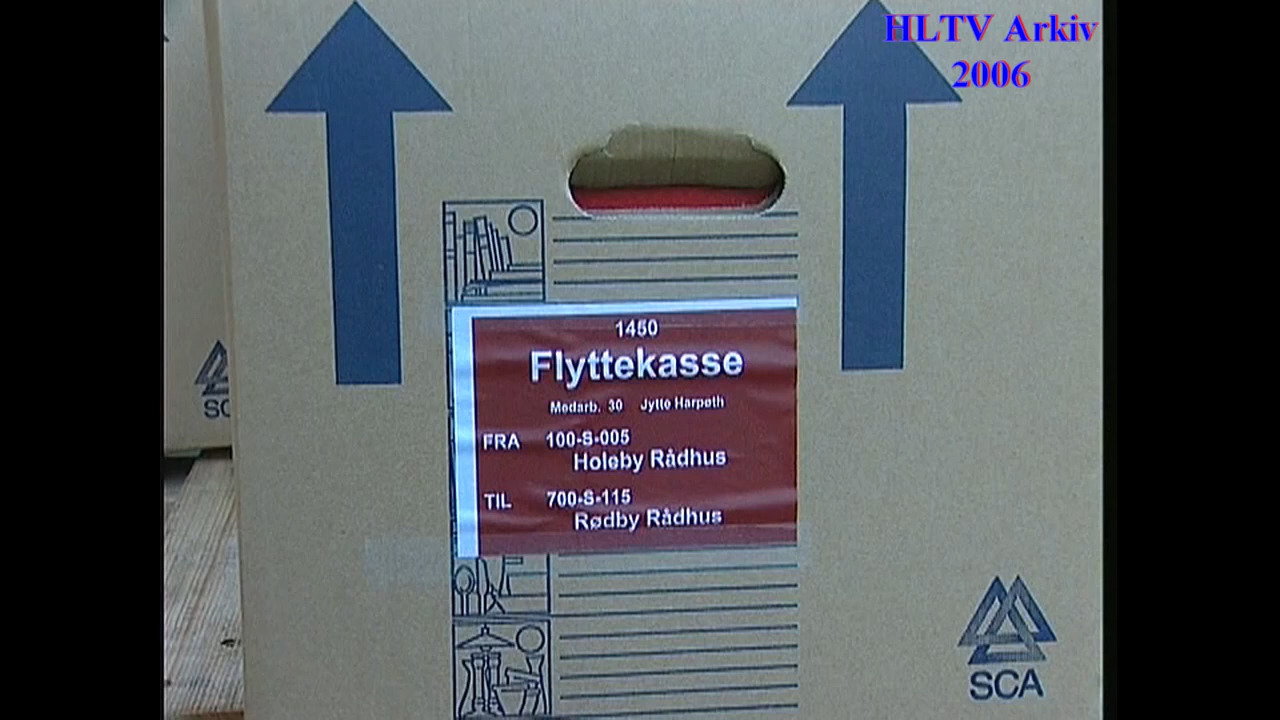 HLTV Arkiv
2006
1450
Flyttekasse
Medarb. 30 Jytte Harpøth
FRA 100-S-005
Holeby Rådhus
TIL 700-S-115
Rødby Rådhus
SC
SCA